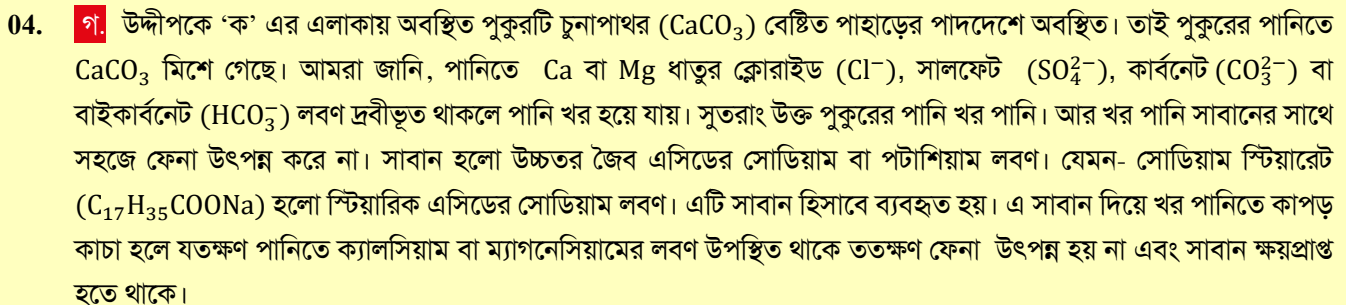 04. গ. উদ্দীপকে ‘ক’ এর এলাকায় অবস্থিত পুকুরটি চুনাপাথর (CaCO₃) বেষ্টিত পাহাড়ের পাদদেশে অবস্থিত। তাই পুকুরের পানিতে
CaCO₃ মিশে গেছে। আমরা জানি, পানিতে Ca বা Mg ধাতুর ক্লোরাইড (Cl⁻), সালফেট (SO₄²⁻), কার্বনেট (CO₃²⁻) বা
বাইকার্বনেট (HCO₃⁻) লবণ দ্রবীভূত থাকলে পানি খর হয়ে যায়। সুতরাং উক্ত পুকুরের পানি খর পানি। আর খর পানি সাবানের সাথে
সহজে ফেনা উৎপন্ন করে না। সাবান হলো উচ্চতর জৈব এসিডের সোডিয়াম বা পটাশিয়াম লবণ। যেমন- সোডিয়াম স্টিয়ারেট
(C₁₇H₃₅COONa) হলো স্টিয়ারিক এসিডের সোডিয়াম লবণ। এটি সাবান হিসাবে ব্যবহৃত হয়। এ সাবান দিয়ে খর পানিতে কাপড়
কাচা হলে যতক্ষণ পানিতে ক্যালসিয়াম বা ম্যাগনেসিয়ামের লবণ উপস্থিত থাকে ততক্ষণ ফেনা উৎপন্ন হয় না এবং সাবান ক্ষয়প্রাপ্ত
হতে থাকে।